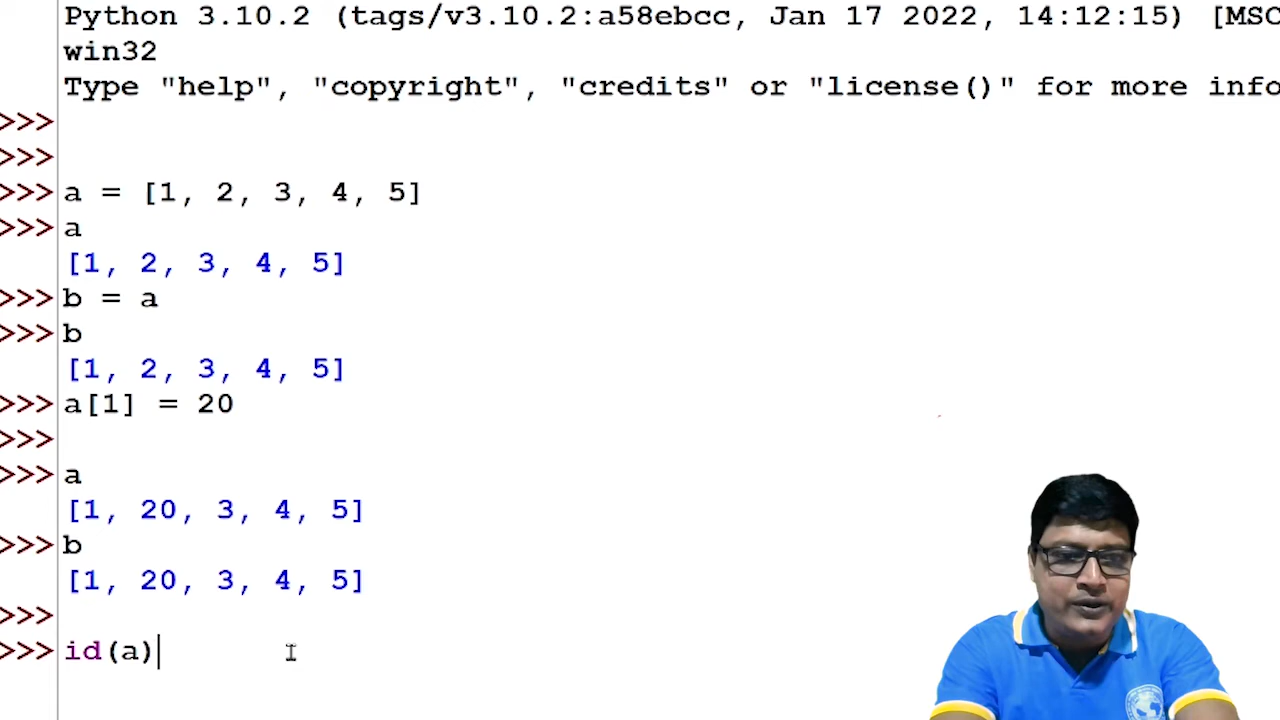 Python 3.10.2 (tags/v3.10.2:a58ebcc, Jan 17 2022, 14:12:15) [MSC
win32
Type "help", "copyright", "credits" or "license()" for more info
>>>
>>>
>>> a = [1, 2, 3, 4, 5]
>>> a
[1, 2, 3, 4, 5]
>>> b = a
>>> b
[1, 2, 3, 4, 5]
>>> a[1] = 20
>>>
>>> a
[1, 20, 3, 4, 5]
>>> b
[1, 20, 3, 4, 5]
>>>
>>> id(a)